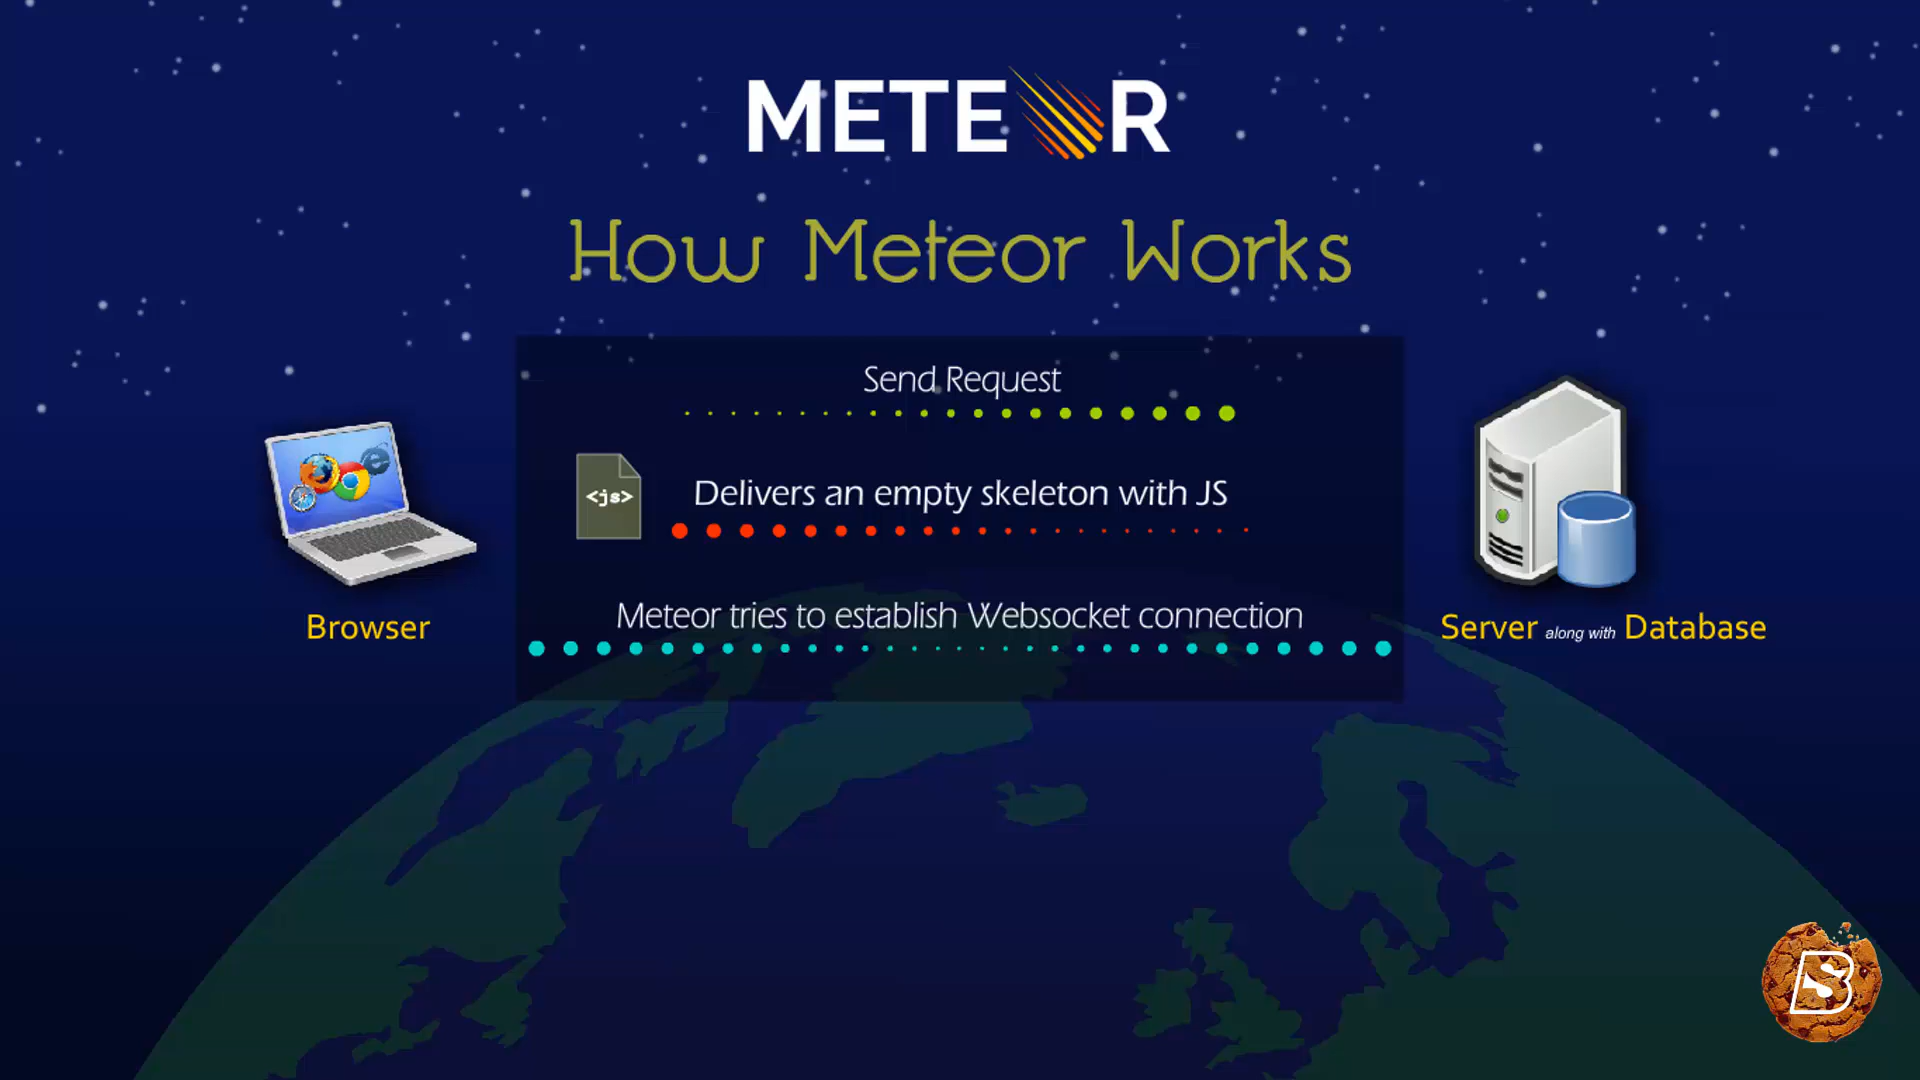 METEOR
How Meteor Works
Send Request
<js>
Delivers an empty skeleton with JS
Meteor tries to establish Websocket connection
Browser
Server along with Database
B